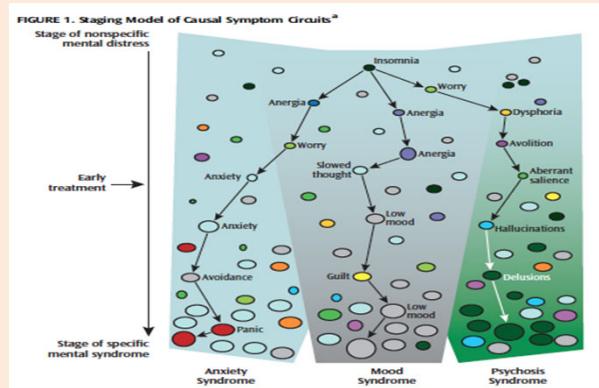 FIGURE 1. Staging Model of Causal Symptom Circuitsᵃ
Stage of nonspecific
mental distress
Insomnia
Worry
Anergia
Anergia
Dysphoria
Worry
Anergia
Avolition
Slowed
thought
Anxiety
Aberrant
salience
Early
treatment
Low
mood
Anxiety
Hallucinations
Avoidance
Guilt
Delusions
Low
mood
Panic
Stage of specific
mental syndrome
Anxiety
Syndrome
Mood
Syndrome
Psychosis
Syndrome